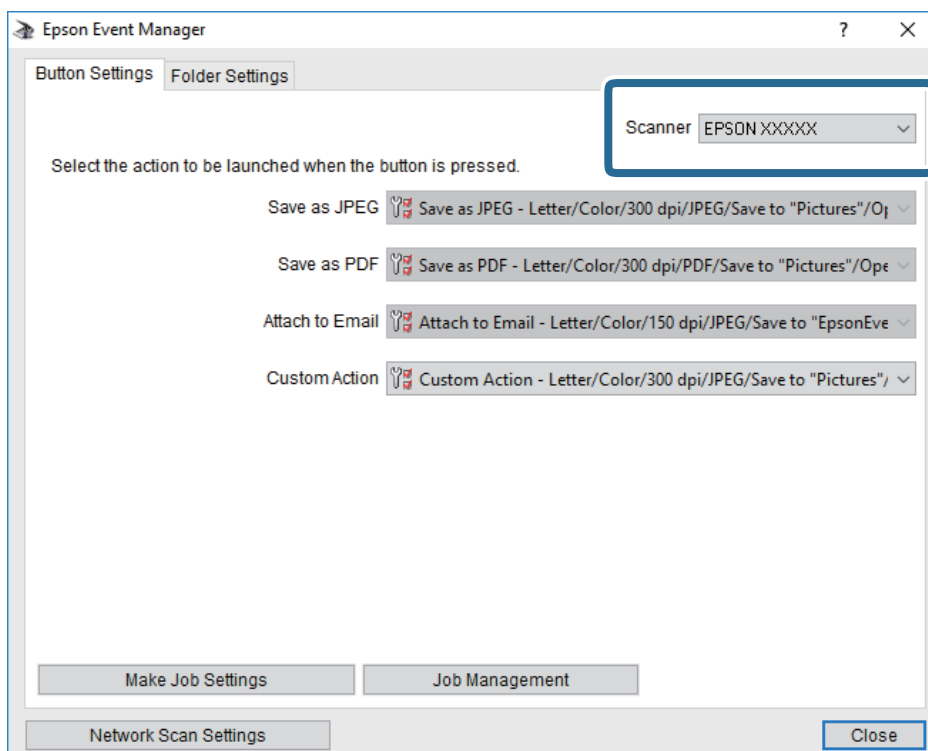 Epson Event Manager
Button Settings Folder Settings
Scanner EPSON XXXXX
Select the action to be launched when the button is pressed.
Save as JPEG Save as JPEG - Letter/Color/300 dpi/JPEG/Save to "Pictures"/Op
Save as PDF Save as PDF - Letter/Color/300 dpi/PDF/Save to "Pictures"/Ope
Attach to Email Attach to Email - Letter/Color/150 dpi/JPEG/Save to "EpsonEve
Custom Action Custom Action - Letter/Color/300 dpi/JPEG/Save to "Pictures"/
Make Job Settings Job Management
Network Scan Settings Close